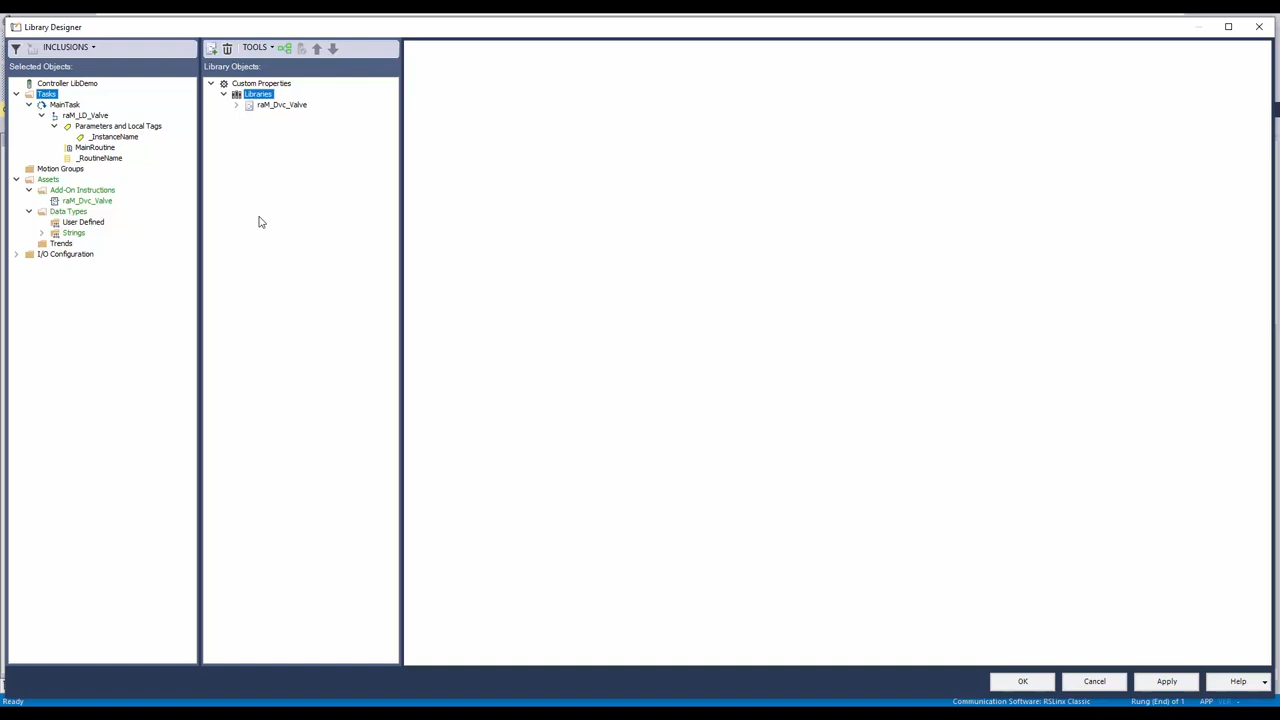 Library Designer
INCLUSIONS
TOOLS
Selected Objects:
Library Objects:
Controller LibDemo
Tasks
MainTask
raM_LD_Valve
Parameters and Local Tags
_InstanceName
MainRoutine
_RoutineName
Motion Groups
Assets
Add-On Instructions
raM_Dvc_Valve
Data Types
User Defined
Strings
Trends
I/O Configuration
Custom Properties
Libraries
raM_Dvc_Valve
OK
Cancel
Apply
Help
Ready
Communication Software: RSLinx Classic
Rung (End) of 1
APP
VER